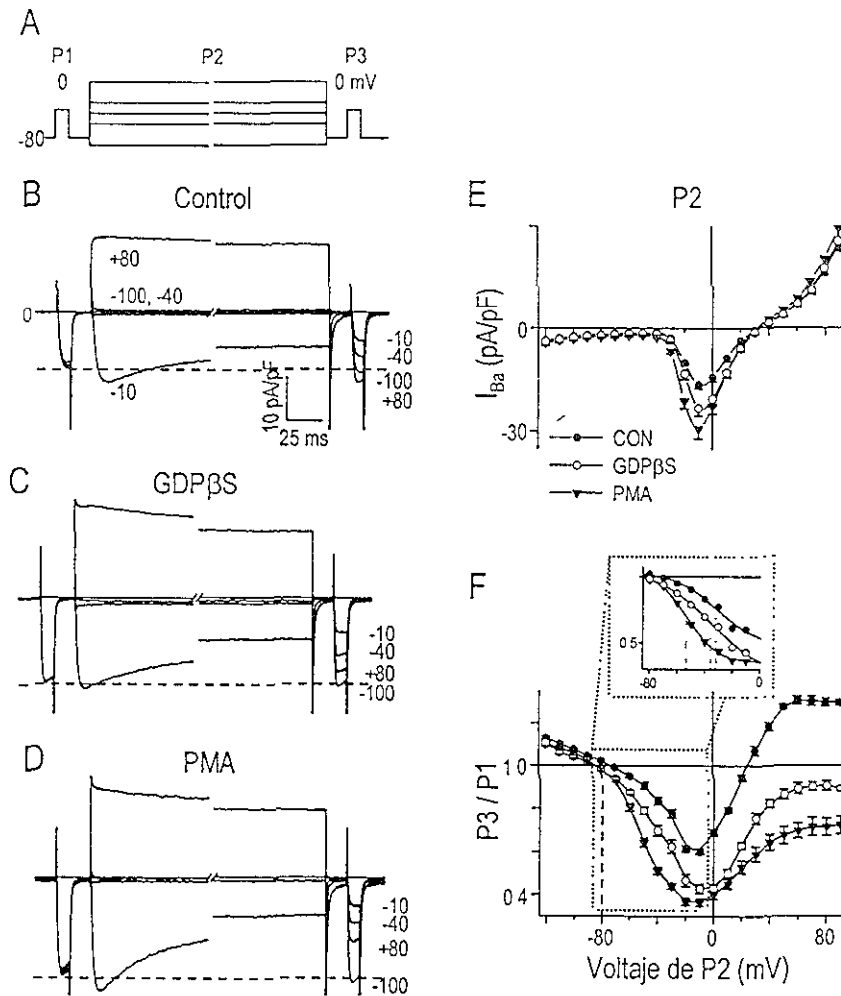 A
P1 P2 P3
0 0 mV
-80
B Control
+80
-100, -40
0
-10
-40
-100
+80
-10
10 pA/pF
25 ms
C GDPβS
-10
-40
+80
-100
D PMA
-10
-40
+80
-100
E P2
0
-30
I_Ba (pA/pF)
CON
GDPβS
PMA
F
0 5
-80 0
1.0
0 4
P3 / P1
-80 0 80
Voltaje de P2 (mV)